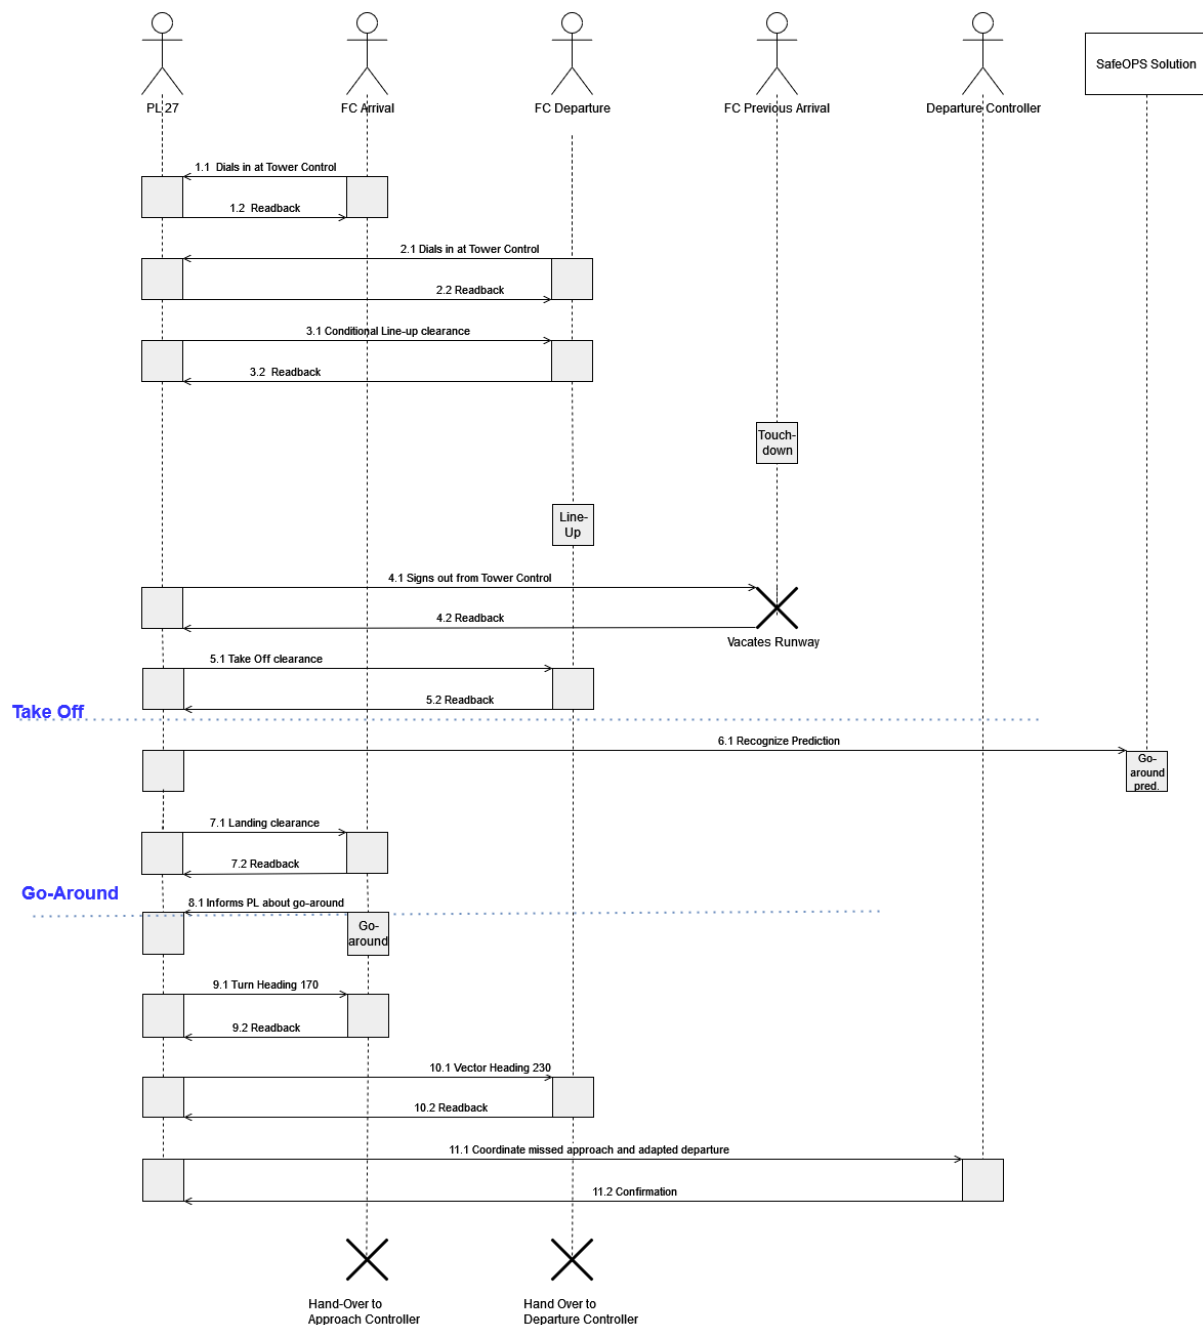 SafeOPS Solution
PL 27
FC Arrival
FC Departure
FC Previous Arrival
Departure Controller
1.1 Dials in at Tower Control
1.2 Readback
2.1 Dials in at Tower Control
2.2 Readback
3.1 Conditional Line-up clearance
3.2 Readback
Touch-
down
Line-
Up
4.1 Signs out from Tower Control
4.2 Readback
Vacates Runway
5.1 Take Off clearance
5.2 Readback
Take Off
6.1 Recognize Prediction
Go-
around
pred.
7.1 Landing clearance
7.2 Readback
Go-Around
8.1 Informs PL about go-around
Go-
around
9.1 Turn Heading 170
9.2 Readback
10.1 Vector Heading 230
10.2 Readback
11.1 Coordinate missed approach and adapted departure
11.2 Confirmation
Hand-Over to
Approach Controller
Hand Over to
Departure Controller